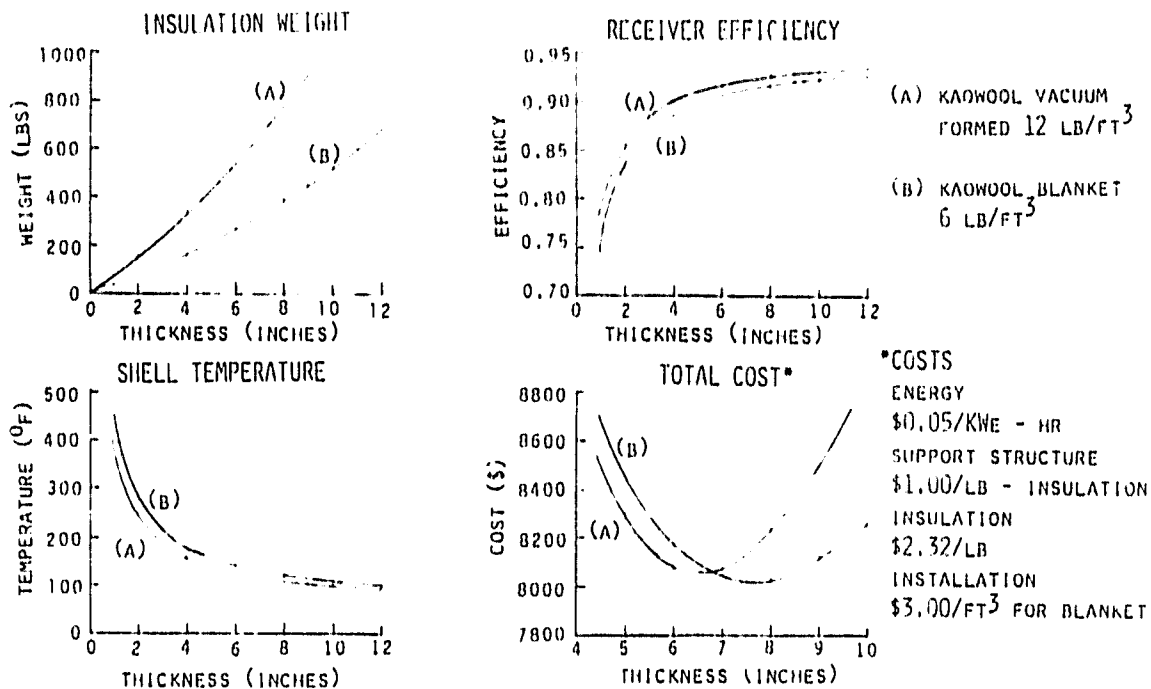 INSULATION WEIGHT
1000
800
600
400
200
0
WEIGHT (LBS)
(A)
(B)
0 2 4 6 8 10 12
THICKNESS (INCHES)
RECEIVER EFFICIENCY
0.95
0.90
0.85
0.80
0.75
0.70
EFFICIENCY
(A)
(B)
0 2 4 6 8 10 12
THICKNESS (INCHES)
(A) KAOWOOL VACUUM
FORMED 12 LB/FT3
(B) KAOWOOL BLANKET
6 LB/FT3
SHELL TEMPERATURE
500
400
300
200
100
0
TEMPERATURE (OF)
(B)
(A)
0 2 4 6 8 10 12
THICKNESS (INCHES)
TOTAL COST*
8800
8600
8400
8200
8000
7800
COST ($)
(B)
(A)
4 5 6 7 8 9 10
THICKNESS (INCHES)
*COSTS
ENERGY
$0.05/KWE - HR
SUPPORT STRUCTURE
$1.00/LB - INSULATION
INSULATION
$2.32/LB
INSTALLATION
$3.00/FT3 FOR BLANKET